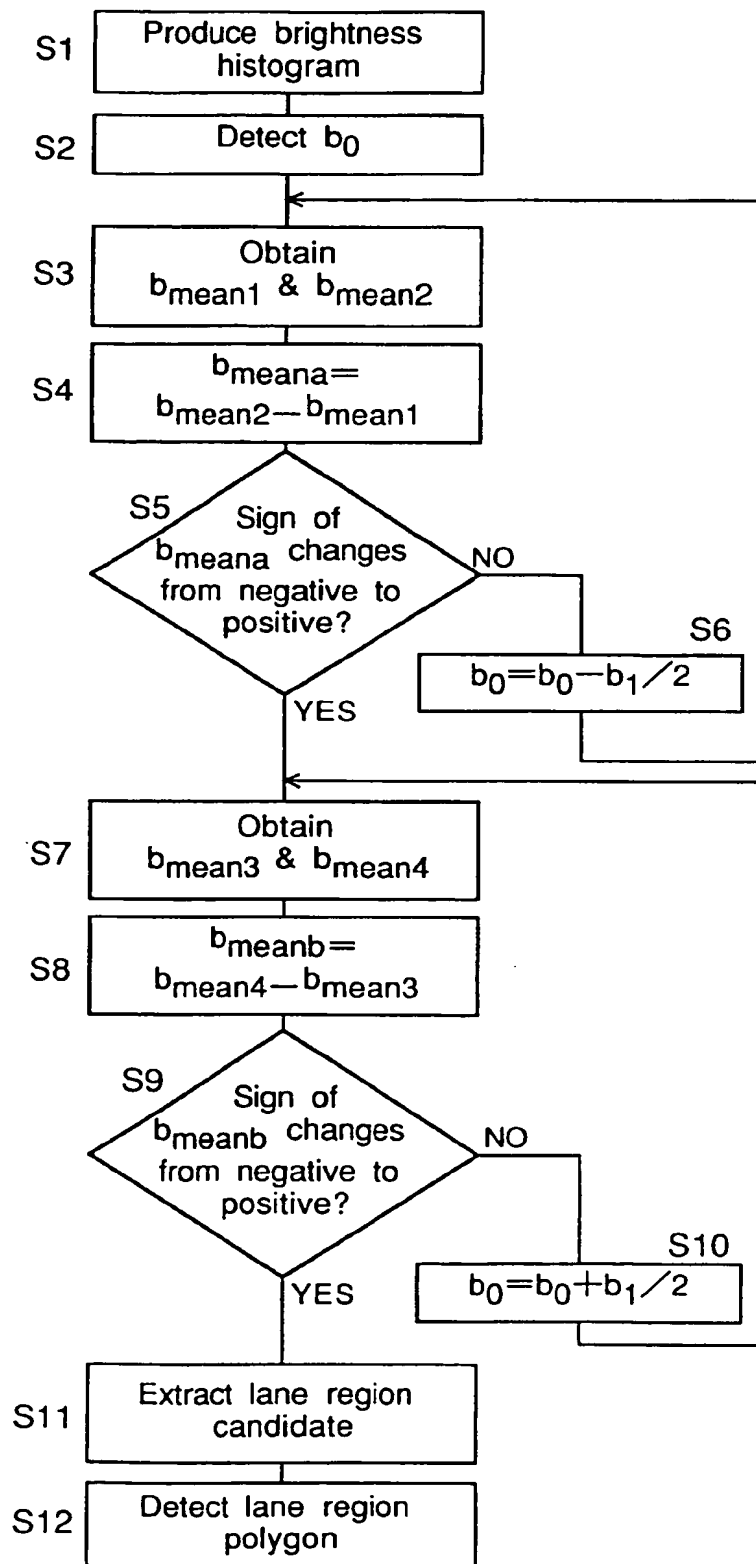 S1
Produce brightness
histogram
S2
Detect b0
S3
Obtain
bmean1 & bmean2
S4
bmeana=
bmean2−bmean1
S5
Sign of
bmeana changes
from negative to
positive?
NO
S6
b0=b0−b1/2
YES
S7
Obtain
bmean3 & bmean4
S8
bmeanb=
bmean4−bmean3
S9
Sign of
bmeanb changes
from negative to
positive?
NO
S10
b0=b0+b1/2
YES
S11
Extract lane region
candidate
S12
Detect lane region
polygon